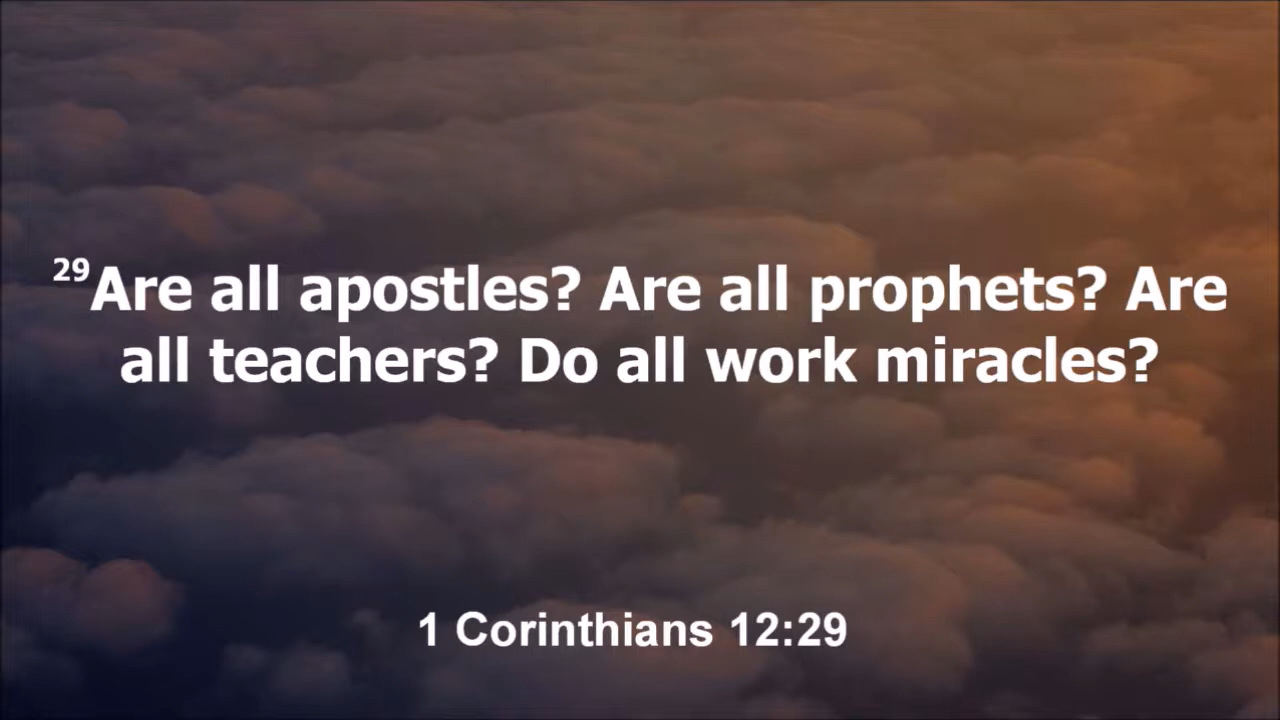 29Are all apostles? Are all prophets? Are
all teachers? Do all work miracles?
1 Corinthians 12:29